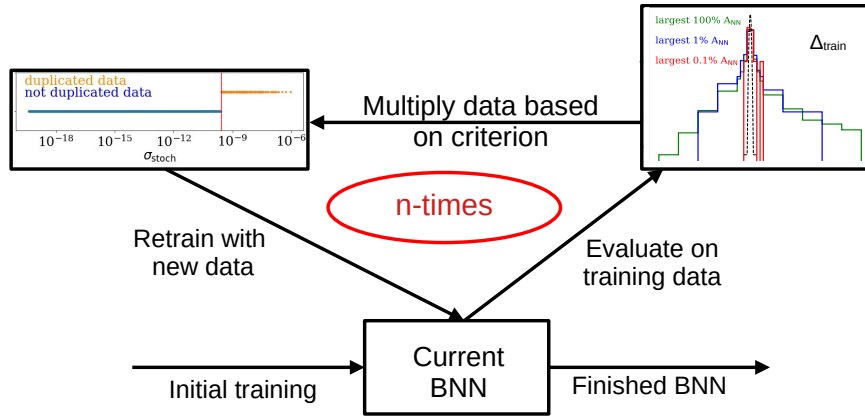 duplicated data
not duplicated data
10⁻¹⁸ 10⁻¹⁵ 10⁻¹² 10⁻⁹ 10⁻⁶
σstoch
Multiply data based
on criterion
largest 100% ANN
largest 1% ANN
largest 0.1% ANN
Δtrain
n-times
Retrain with
new data
Evaluate on
training data
Initial training
Current
BNN
Finished BNN